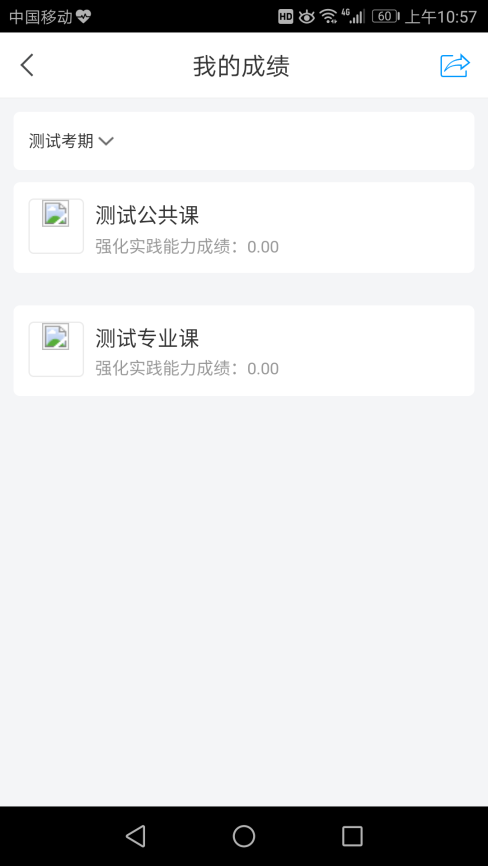 中国移动 HD 4G 60 上午10:57
我的成绩
测试考期
测试公共课
强化实践能力成绩：0.00
测试专业课
强化实践能力成绩：0.00